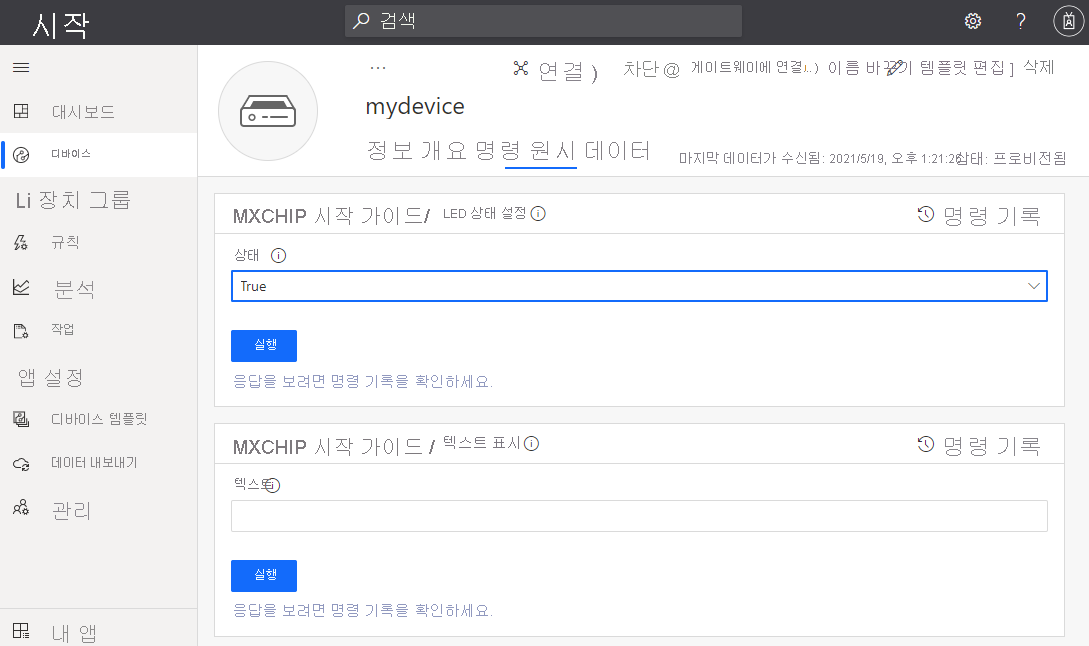 시작
검색
?
대시보드
디바이스
Li 장치 그룹
규칙
분석
작업
앱 설정
디바이스 템플릿
데이터 내보내기
관리
내 앱
...
연결 ) 차단 @ 게이트웨이에 연결 이름 바꾸기 템플릿 편집 ] 삭제
mydevice
정보 개요 명령 원시 데이터
마지막 데이터가 수신됨: 2021/5/19, 오후 1:21:26 상태: 프로비전됨
MXCHIP 시작 가이드/ LED 상태 설정 명령 기록
상태
True
실행
응답을 보려면 명령 기록을 확인하세요.
MXCHIP 시작 가이드 / 텍스트 표시 명령 기록
텍스트
실행
응답을 보려면 명령 기록을 확인하세요.